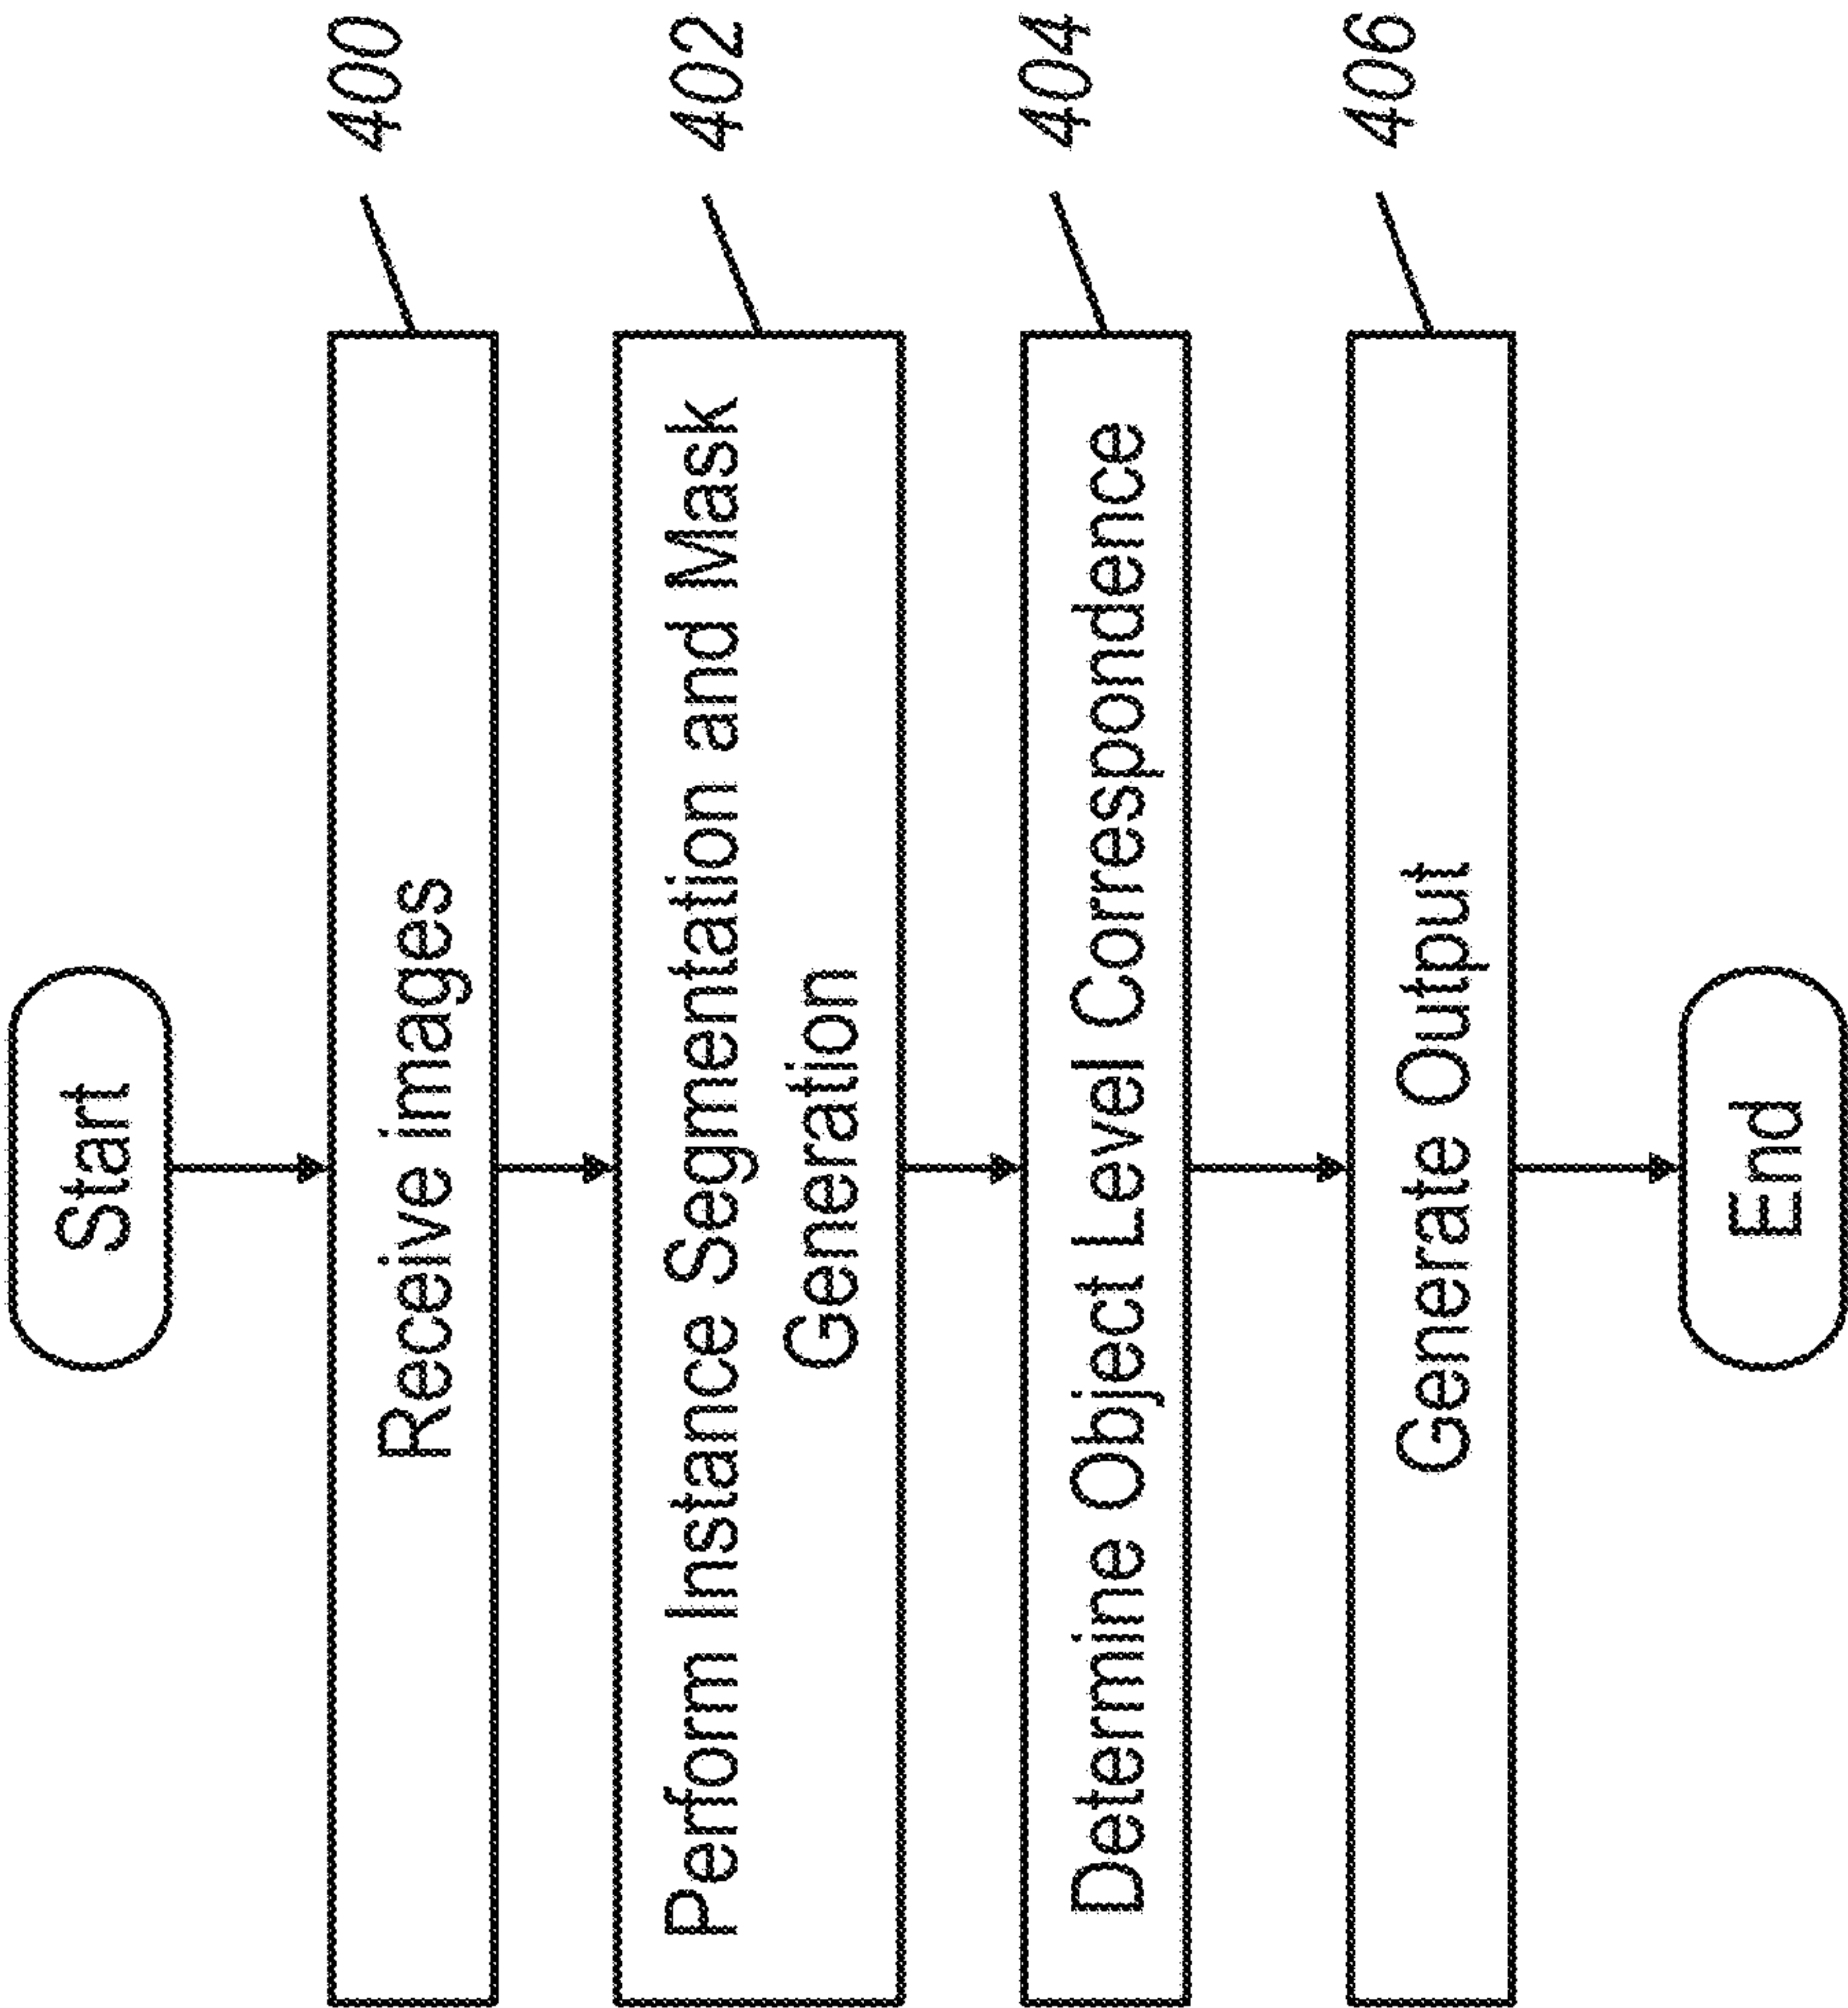 Start
Receive images
400
Perform Instance Segmentation and Mask
Generation
402
Determine Object Level Correspondence
404
Generate Output
406
End